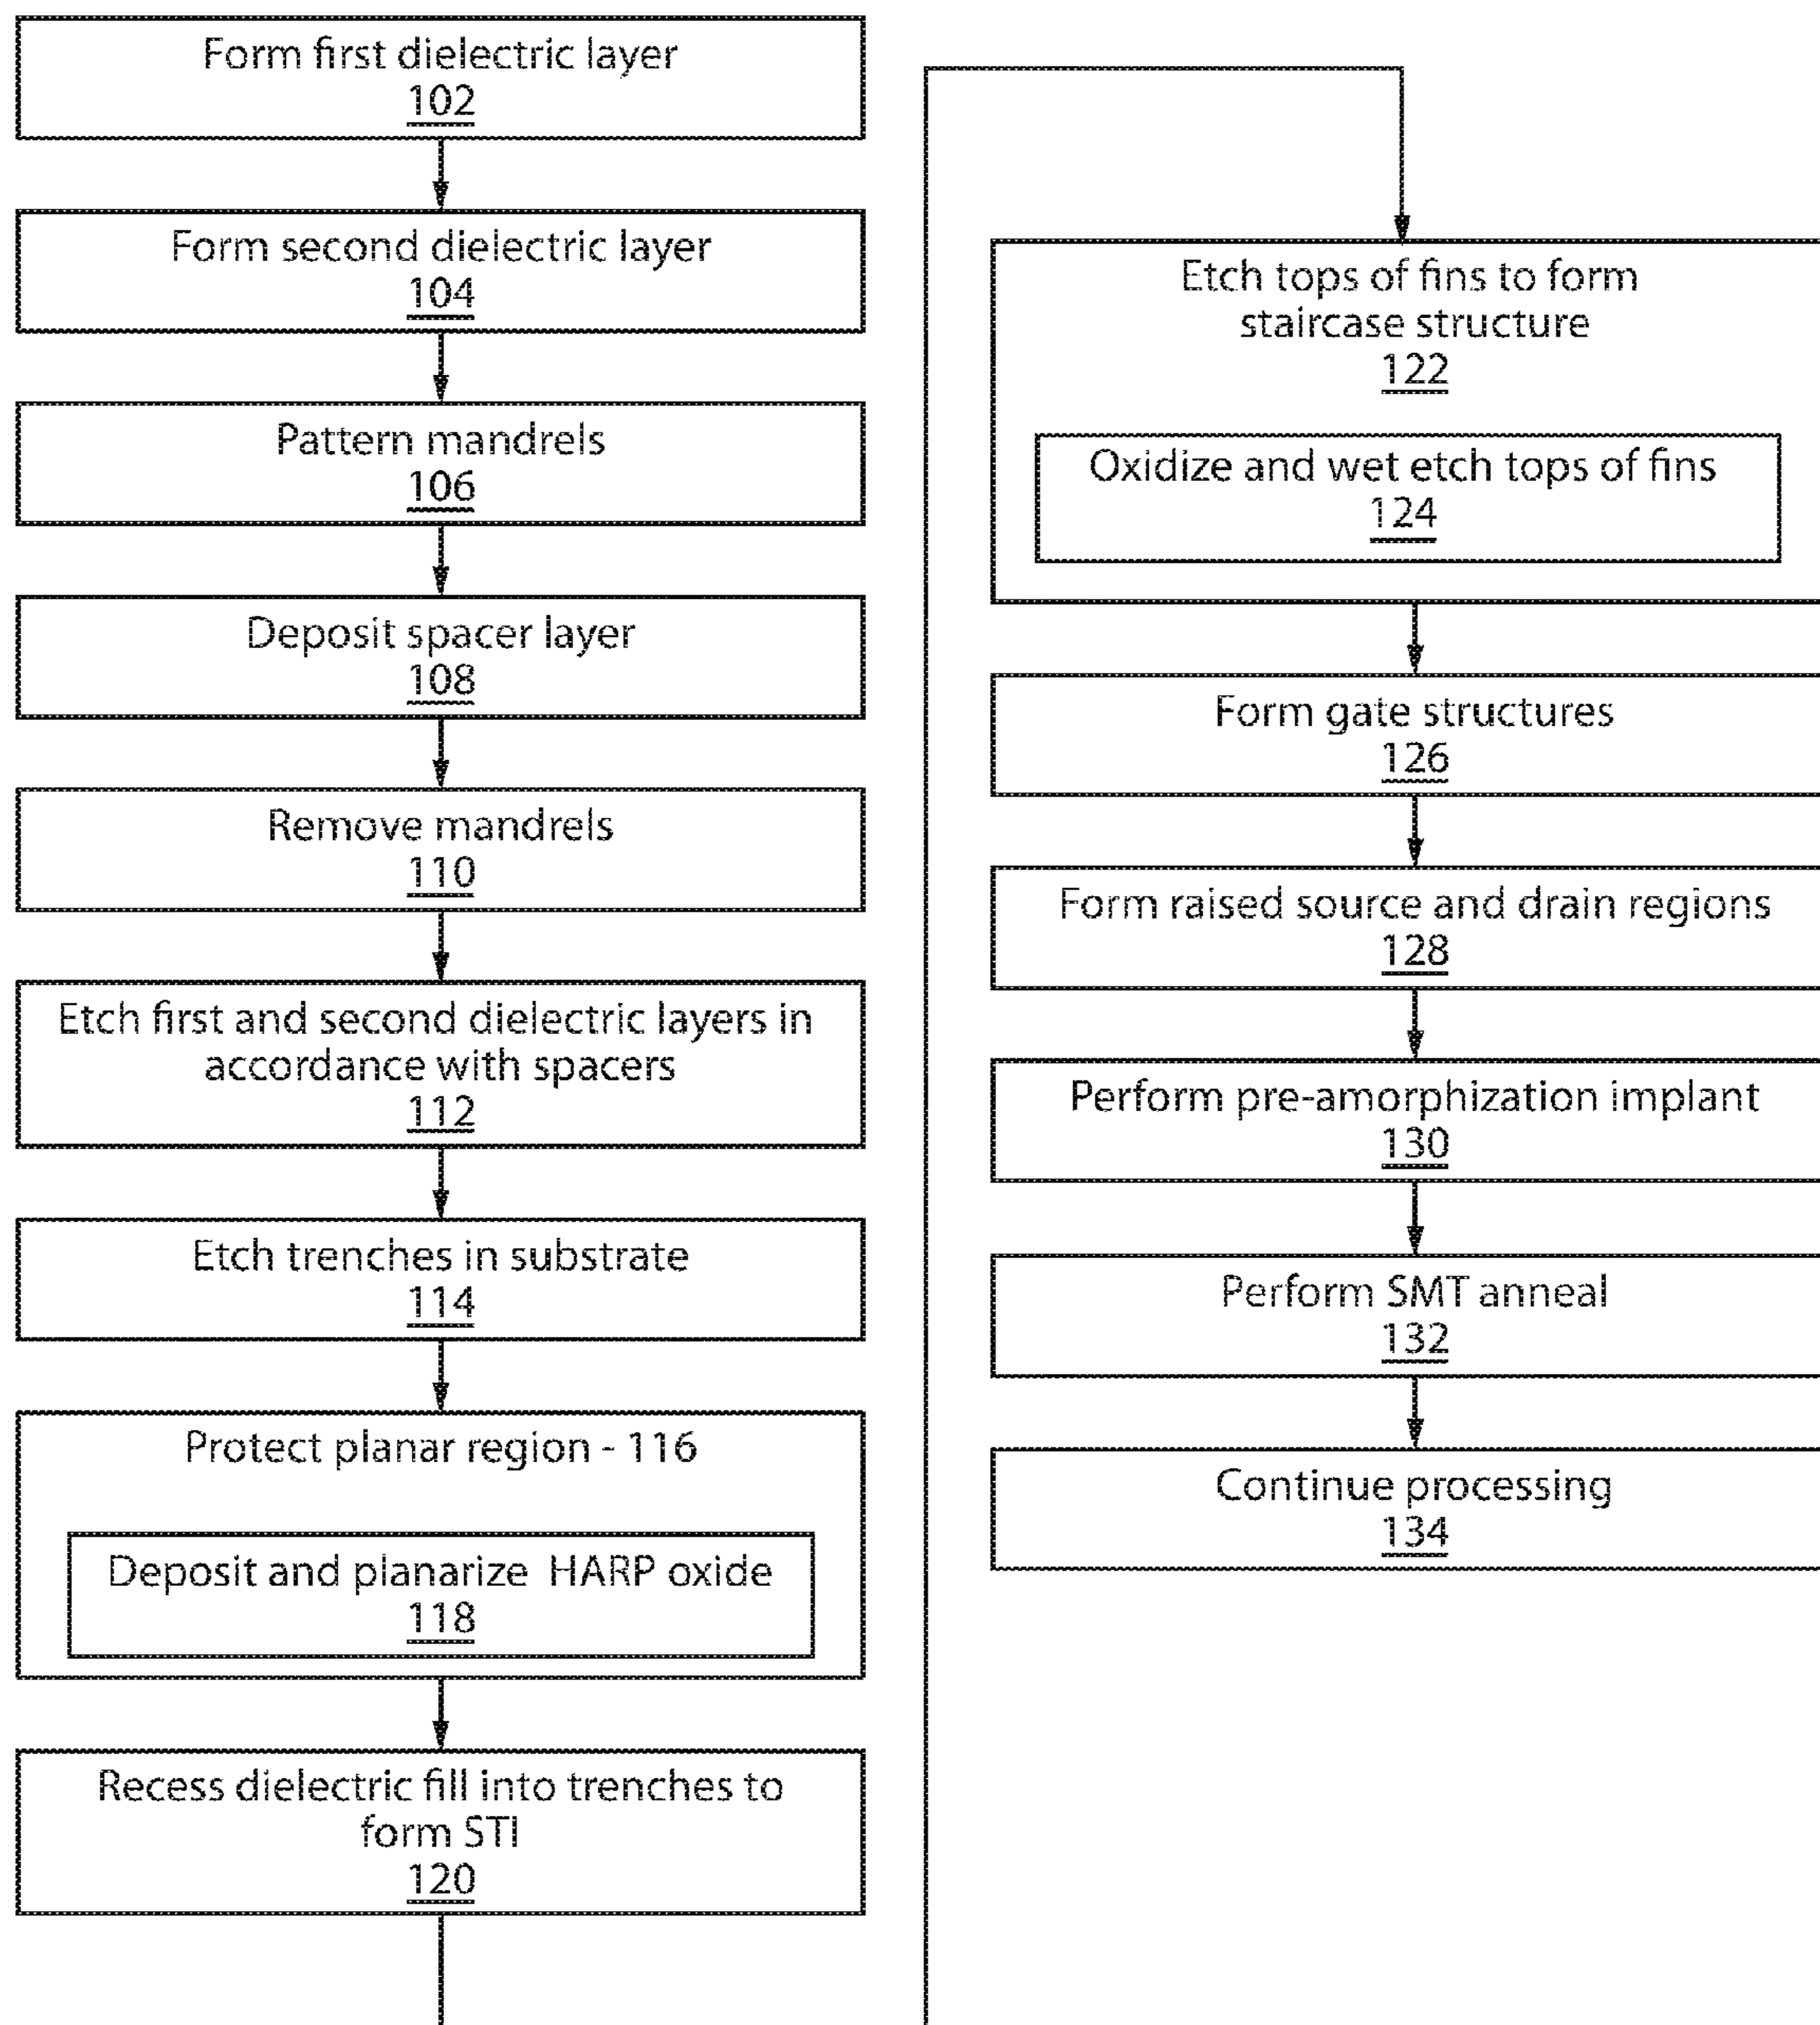 Form first dielectric layer
102
Form second dielectric layer
104
Pattern mandrels
106
Deposit spacer layer
108
Remove mandrels
110
Etch first and second dielectric layers in
accordance with spacers
112
Etch trenches in substrate
114
Protect planar region - 116
Deposit and planarize HARP oxide
118
Recess dielectric fill into trenches to
form STI
120
Etch tops of fins to form
staircase structure
122
Oxidize and wet etch tops of fins
124
Form gate structures
126
Form raised source and drain regions
128
Perform pre-amorphization implant
130
Perform SMT anneal
132
Continue processing
134